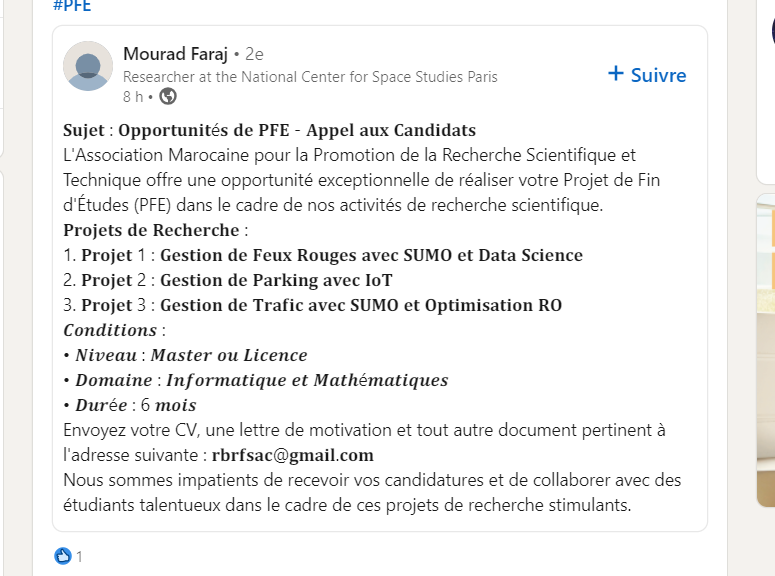 #PFE
Mourad Faraj • 2e
Researcher at the National Center for Space Studies Paris
+ Suivre
8 h •
Sujet : Opportunités de PFE - Appel aux Candidats
L'Association Marocaine pour la Promotion de la Recherche Scientifique et
Technique offre une opportunité exceptionnelle de réaliser votre Projet de Fin
d'Études (PFE) dans le cadre de nos activités de recherche scientifique.
Projets de Recherche :
1. Projet 1 : Gestion de Feux Rouges avec SUMO et Data Science
2. Projet 2 : Gestion de Parking avec IoT
3. Projet 3 : Gestion de Trafic avec SUMO et Optimisation RO
Conditions :
• Niveau : Master ou Licence
• Domaine : Informatique et Mathématiques
• Durée : 6 mois
Envoyez votre CV, une lettre de motivation et tout autre document pertinent à
l'adresse suivante : rbrfsac@gmail.com
Nous sommes impatients de recevoir vos candidatures et de collaborer avec des
étudiants talentueux dans le cadre de ces projets de recherche stimulants.
1